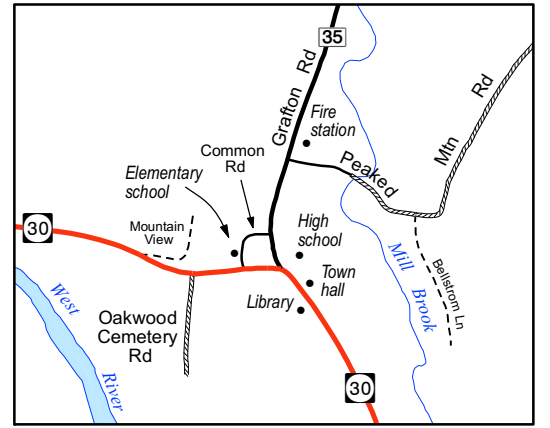 35
Grafton Rd
Fire
station
Peaked Mtn Rd
Common
Rd
Elementary
school
Mountain
View
30
High
school
Town
hall
Library
Mill Brook
Bellstrom Ln
Oakwood
Cemetery
Rd
West River
30